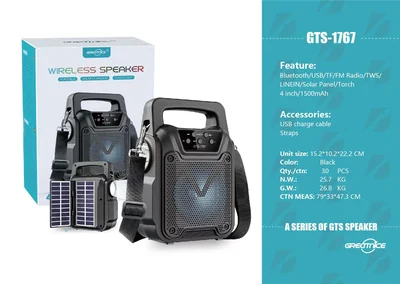 GREATNICE
WIRELESS SPEAKER
GTS-1767
Feature:
Bluetooth/USB/TF/FM Radio/TWS/
LINEIN/Solar Panel/Torch
4 inch/1500mAh
Accessories:
USB charge cable
Straps
Unit size: 15.2*10.2*22.2 CM
Color: Black
Qty./ctn: 30 PCS
N.W.: 25.7 KG
G.W.: 26.8 KG
CTN MEAS: 79*33*47.3 CM
A SERIES OF GTS SPEAKER
GREATNICE